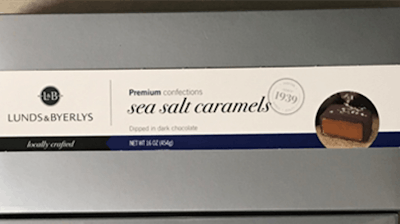 L&B
LUNDS&BYERLYS
locally crafted
Premium confections
sea salt caramels
1939
Dipped in dark chocolate
NET WT 16 OZ (454g)